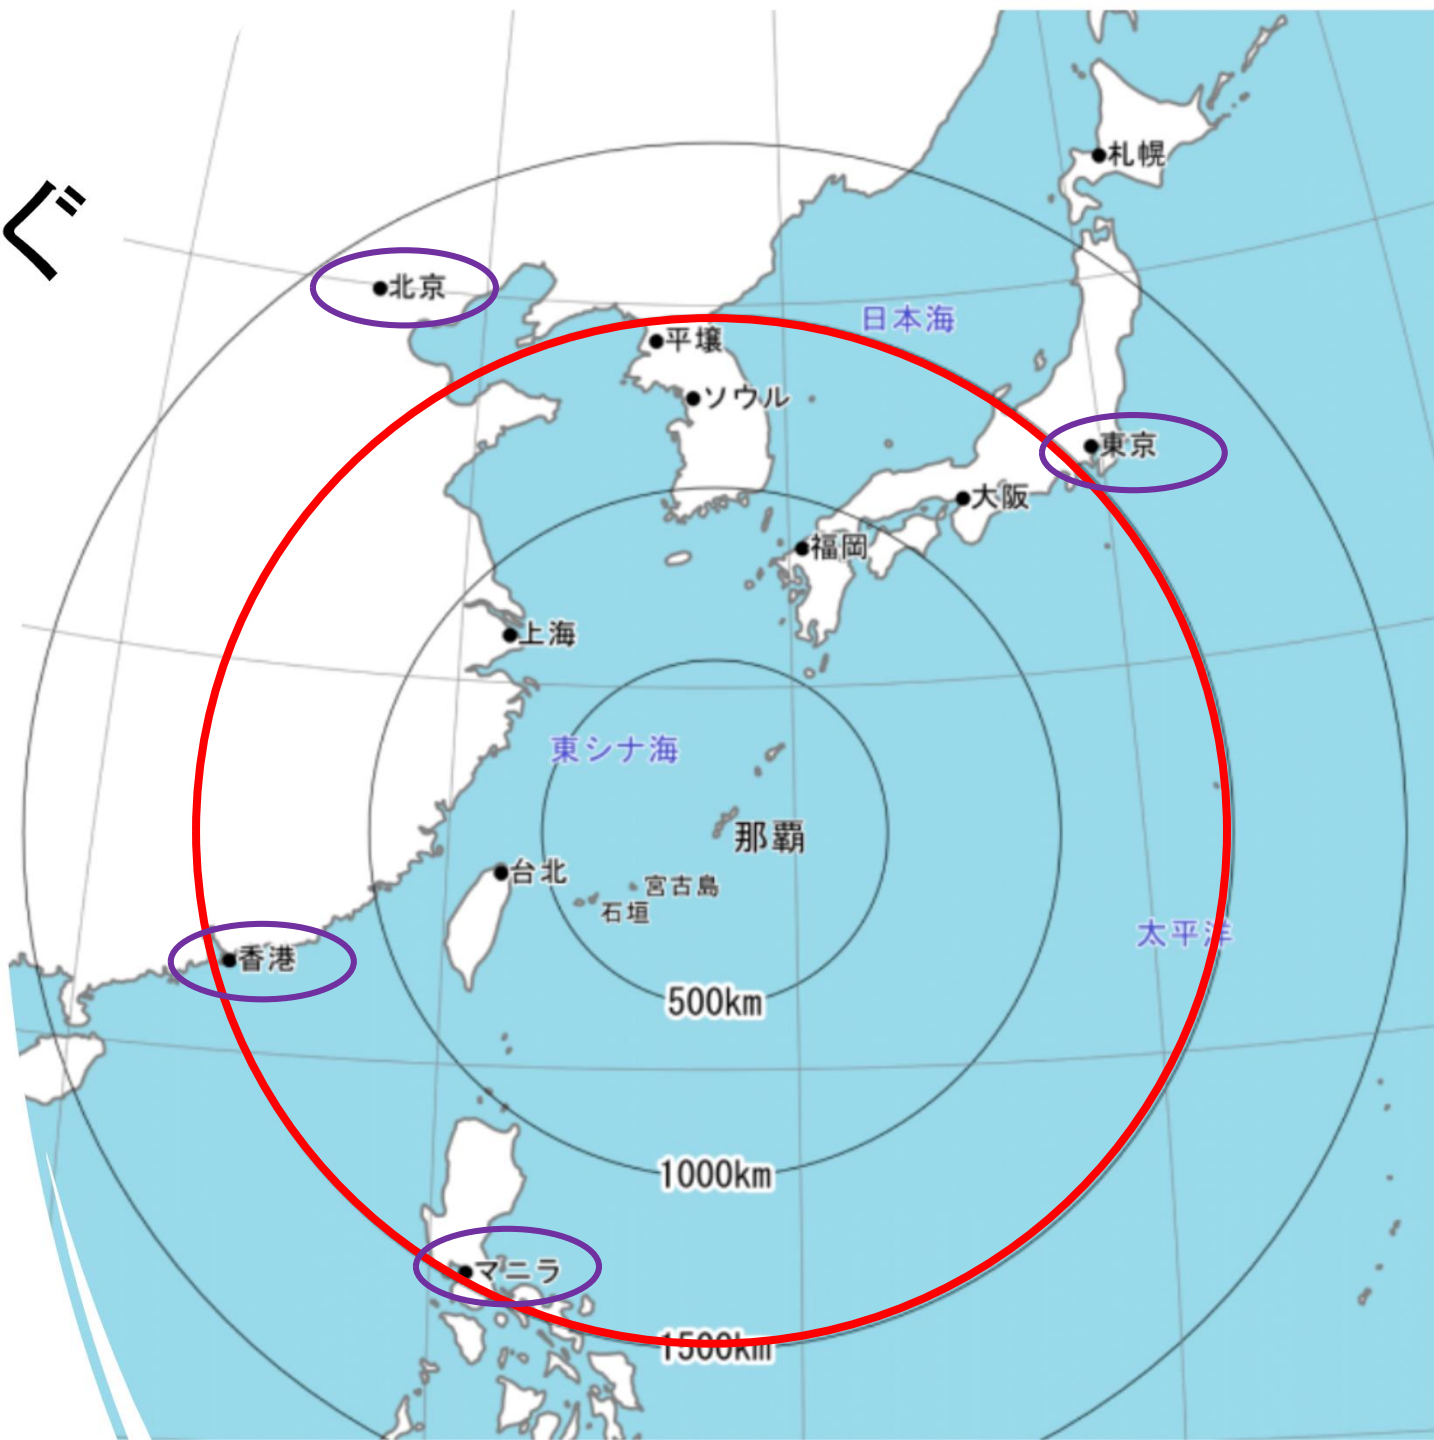 札幌
ぐ
北京
日本海
平壌
ソウル
東京
大阪
福岡
上海
東シナ海
那覇
台北
宮古島
石垣
太平洋
香港
500km
1000km
マニラ
1500km